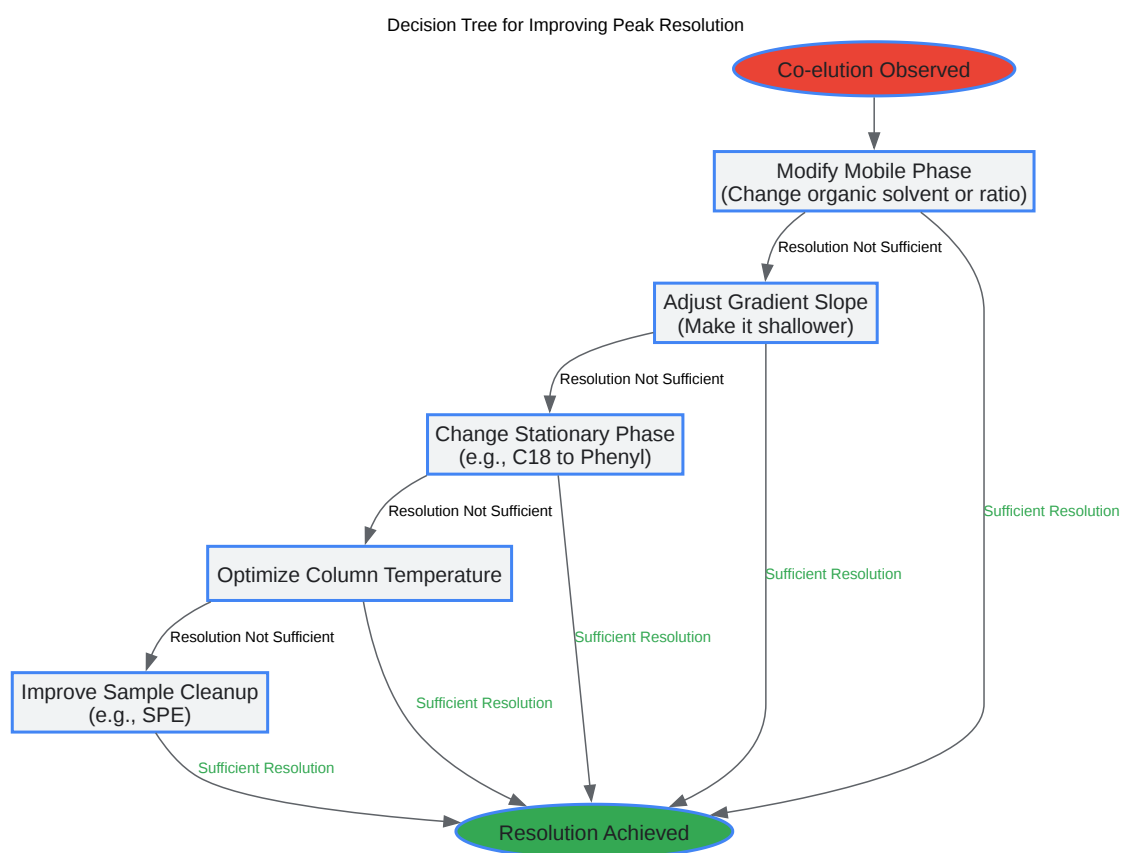 Decision Tree for Improving Peak Resolution
Co-elution Observed
Modify Mobile Phase
(Change organic solvent or ratio)
Resolution Not Sufficient
Adjust Gradient Slope
(Make it shallower)
Resolution Not Sufficient
Change Stationary Phase
(e.g., C18 to Phenyl)
Resolution Not Sufficient
Sufficient Resolution
Optimize Column Temperature
Sufficient Resolution
Resolution Not Sufficient
Sufficient Resolution
Improve Sample Cleanup
(e.g., SPE)
Sufficient Resolution
Sufficient Resolution
Resolution Achieved